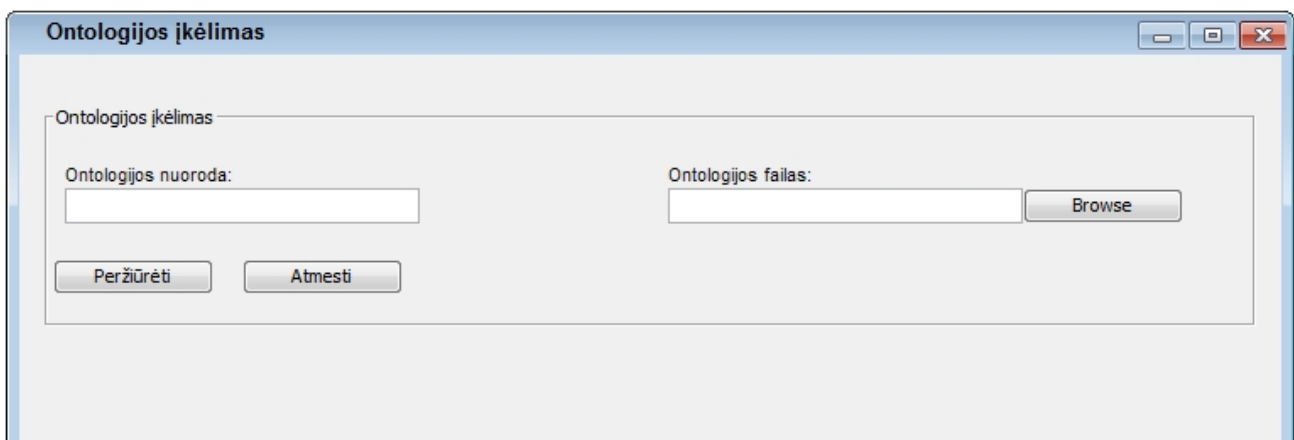 Ontologijos įkėlimas
Ontologijos įkėlimas
Ontologijos nuoroda:
Ontologijos failas:
Browse
Peržiūrėti
Atmesti